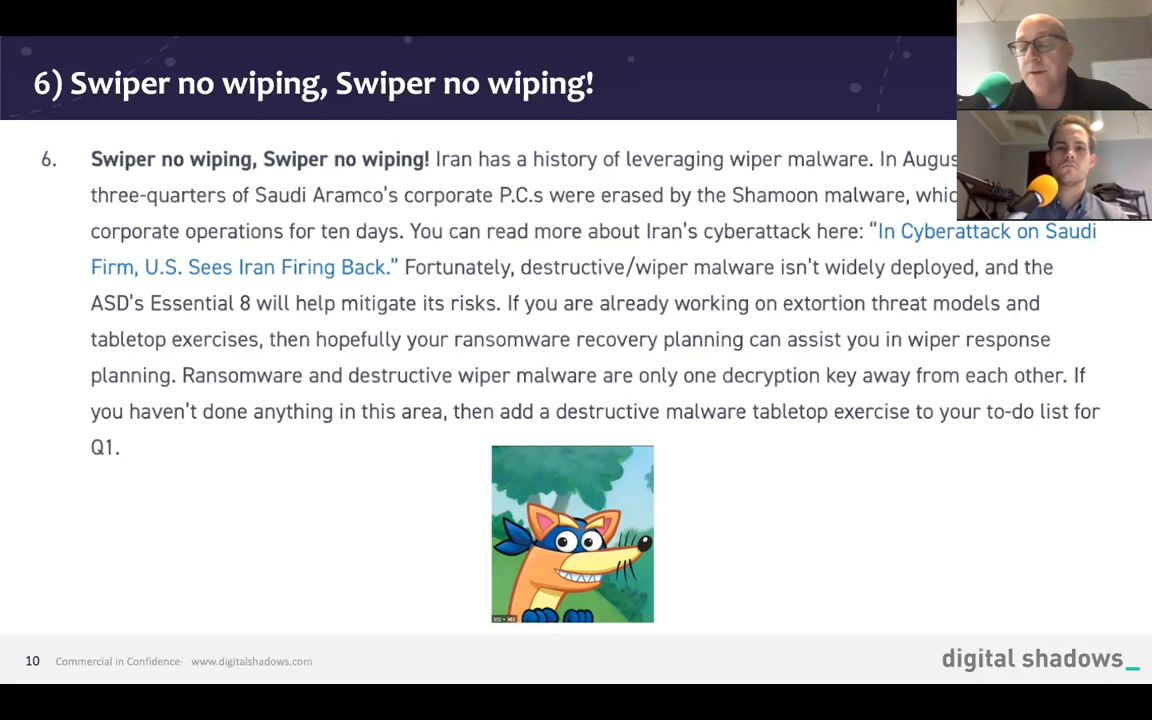 6) Swiper no wiping, Swiper no wiping!
6. Swiper no wiping, Swiper no wiping! Iran has a history of leveraging wiper malware. In
three-quarters of Saudi Aramco's corporate P.C.s were erased by the Shamoon malware,
corporate operations for ten days. You can read more about Iran's cyberattack here: "In Cyberattack on Saudi
Firm, U.S. Sees Iran Firing Back." Fortunately, destructive/wiper malware isn't widely deployed, and the
ASD's Essential 8 will help mitigate its risks. If you are already working on extortion threat models and
tabletop exercises, then hopefully your ransomware recovery planning can assist you in wiper response
planning. Ransomware and destructive wiper malware are only one decryption key away from each other. If
you haven't done anything in this area, then add a destructive malware tabletop exercise to your to-do list for
Q1.
10 Commercial in Confidence· www.digitalshadows.com
digital shadows_